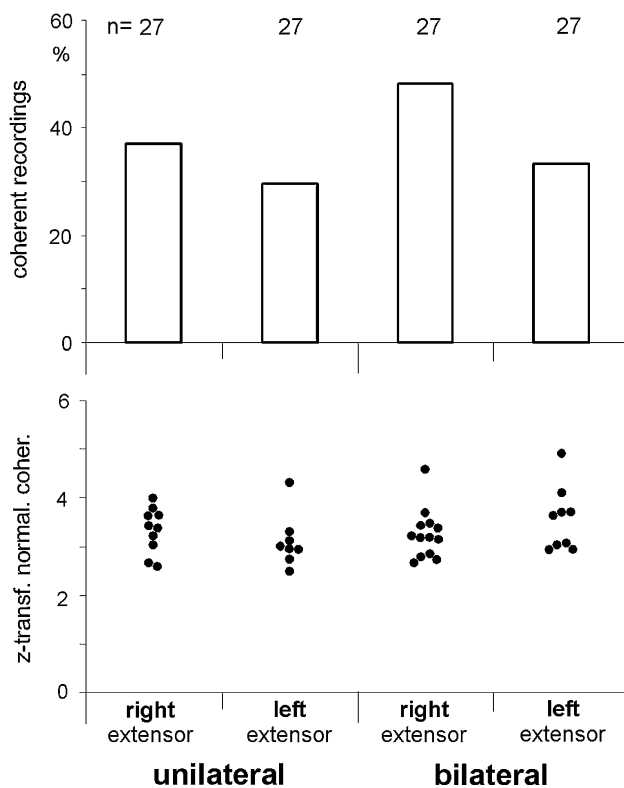 60
n= 27 27 27 27
%
40
20
0
coherent recordings
6
4
2
0
z-transf. normal. coher.
right left right left
extensor extensor extensor extensor
unilateral bilateral